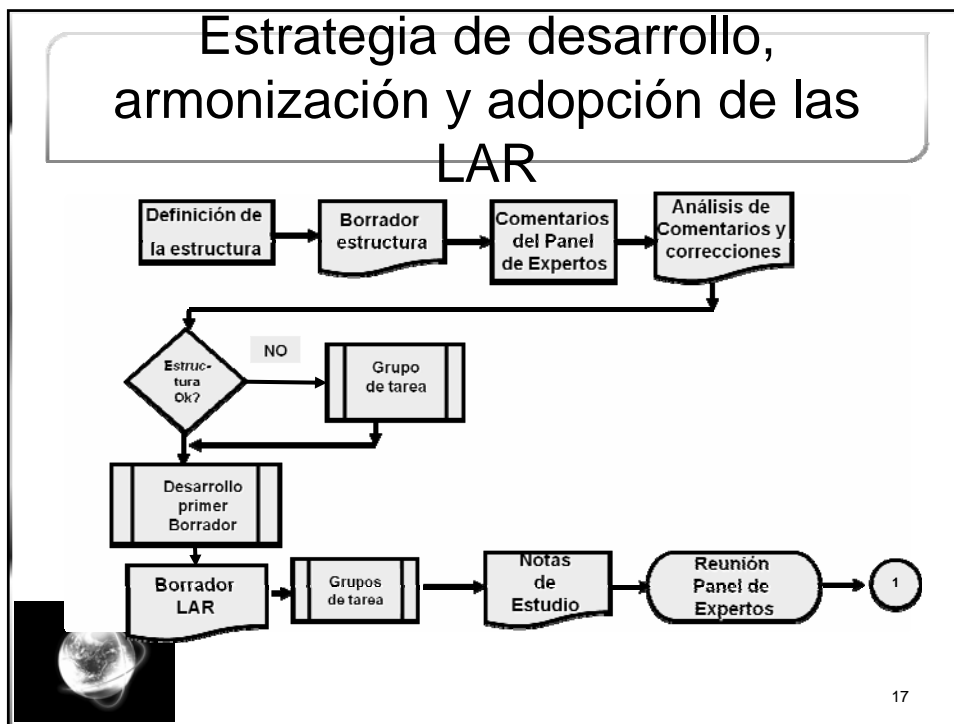 Estrategia de desarrollo,
armonización y adopción de las
LAR
Definición de
la estructura
Borrador
estructura
Comentarios
del Panel
de Expertos
Análisis de
Comentarios y
correcciones
Estruc-
tura
Ok?
NO
Grupo
de tarea
Desarrollo
primer
Borrador
Borrador
LAR
Grupos
de tarea
Notas
de
Estudio
Reunión
Panel de
Expertos
1
17